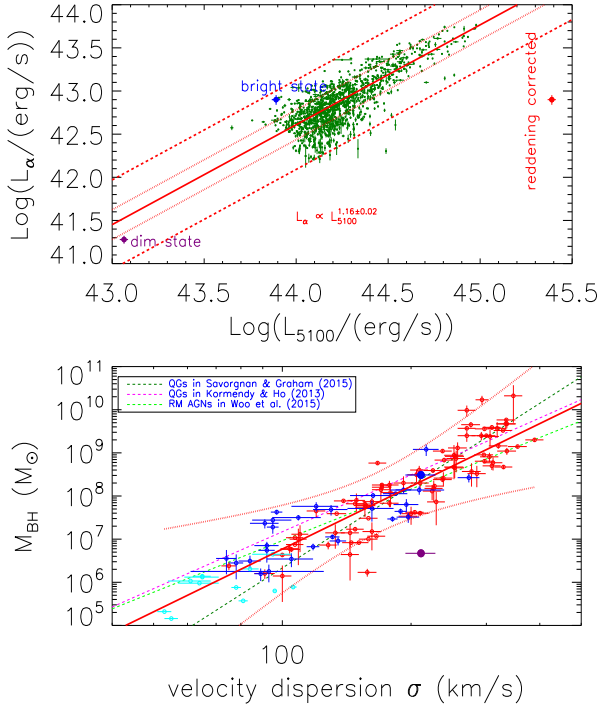 44.0
43.5
43.0
42.5
42.0
41.5
41.0
Log(Lα/(erg/s))
bright state
dim state
reddening corrected
Lα ∝ L5100^1.16±0.02
43.0 43.5 44.0 44.5 45.0 45.5
Log(L5100/(erg/s))
10^11
10^10
10^9
10^8
10^7
10^6
10^5
MBH (M⊙)
QGs in Savorgnan & Graham (2015)
QGs in Kormendy & Ho (2013)
RM AGNs in Woo et al. (2015)
100
velocity dispersion σ (km/s)